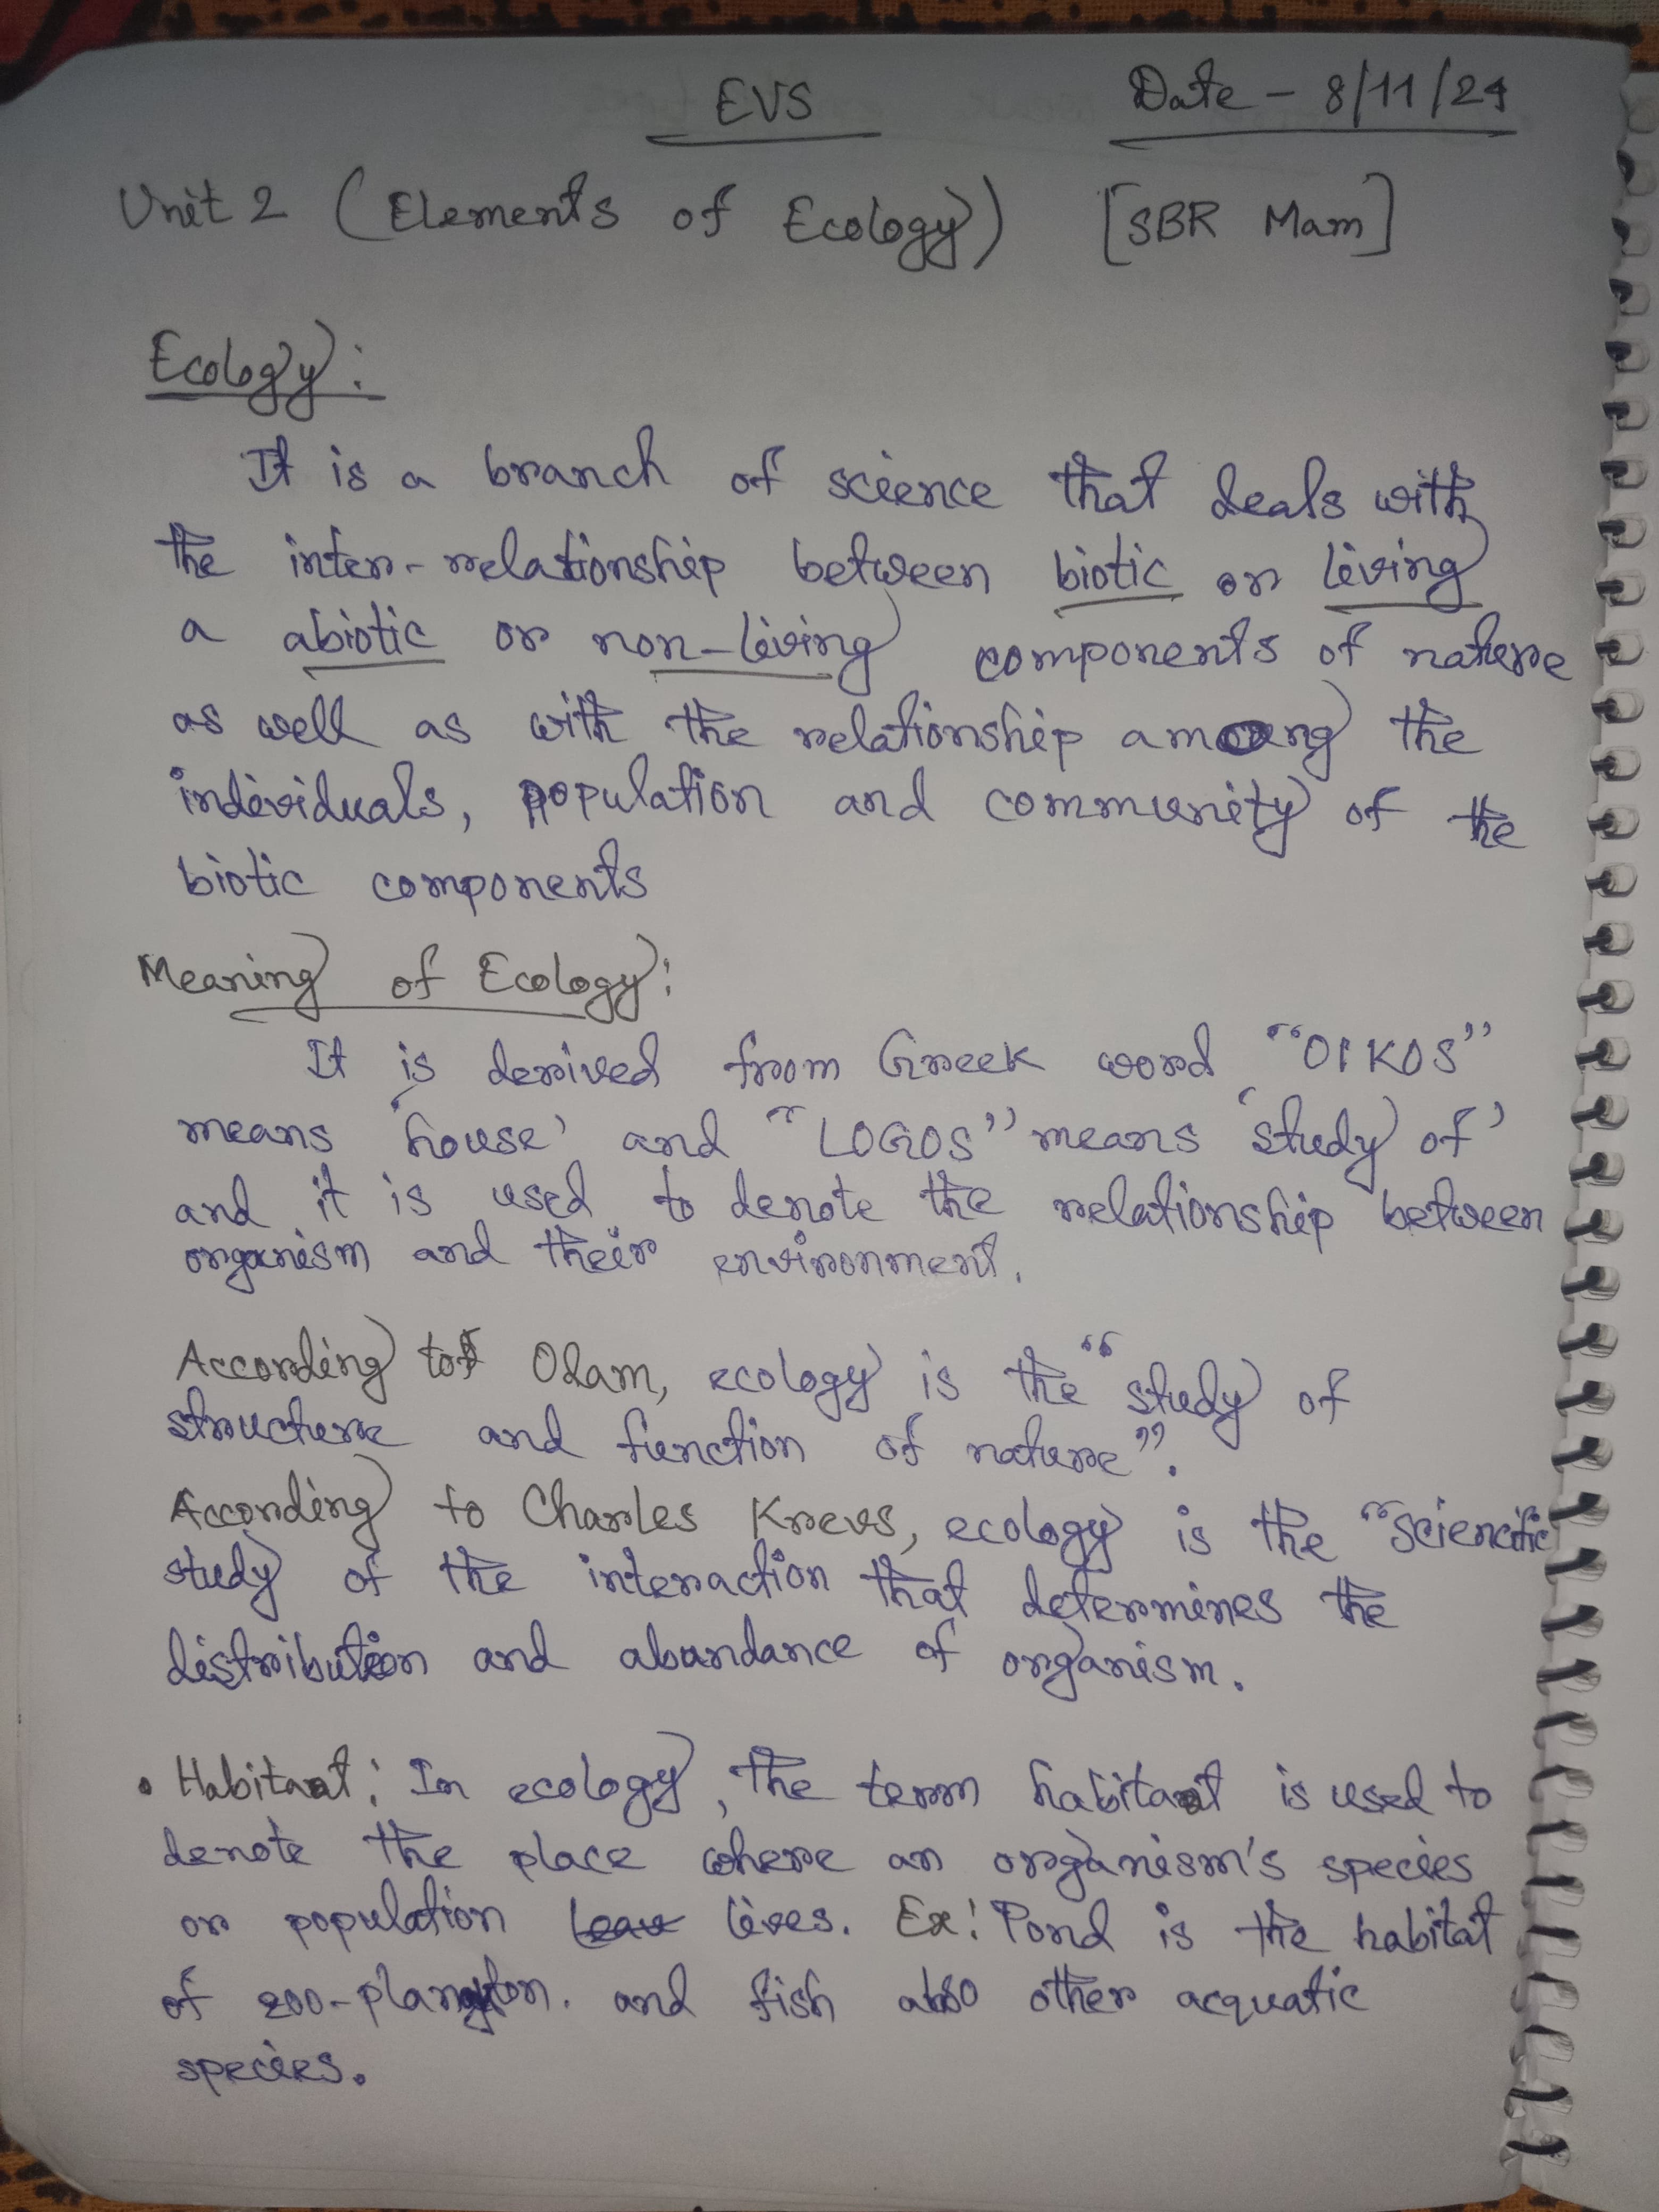 EVS Date - 8/11/24
Unit 2 (Elements of Ecology) [SBR Mam]
Ecology:
It is a branch of science that deals with
the inter-relationship between biotic or living
a abiotic or non-living components of nature
as well as with the relationship among the
individuals, population and community of the
biotic components
Meaning of Ecology:
It is derived from Greek word "OIKOS"
means 'house' and "LOGOS" means 'study of'
and it is used to denote the relationship between
organism and their environment.
According to Odam, ecology is the "study of
structure and function of nature".
According to Charles Kreves, ecology is the "sciencific
study of the interaction that determines the
distribution and abundance of organism.
• Habitat: In ecology, the term habitat is used to
denote the place where an organism's species
or population lives. Ex: Pond is the habitat
of zoo-plankton. and fish also other acquatic
species.